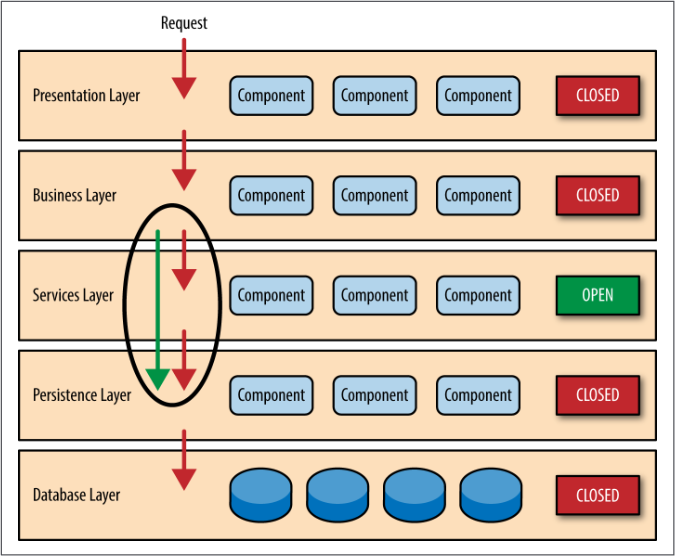 Request
Presentation Layer Component Component Component CLOSED
Business Layer Component Component Component CLOSED
Services Layer Component Component Component OPEN
Persistence Layer Component Component Component CLOSED
Database Layer CLOSED